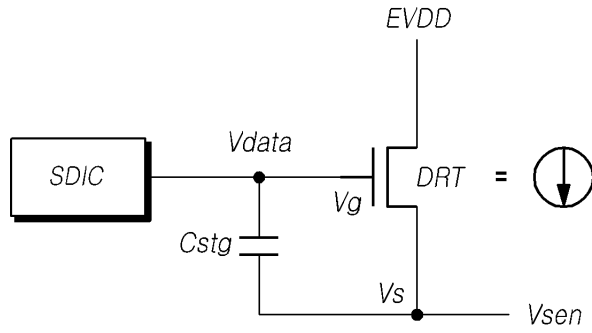 EVDD
SDIC
Vdata
DRT
=
Vg
Cstg
Vs
Vsen